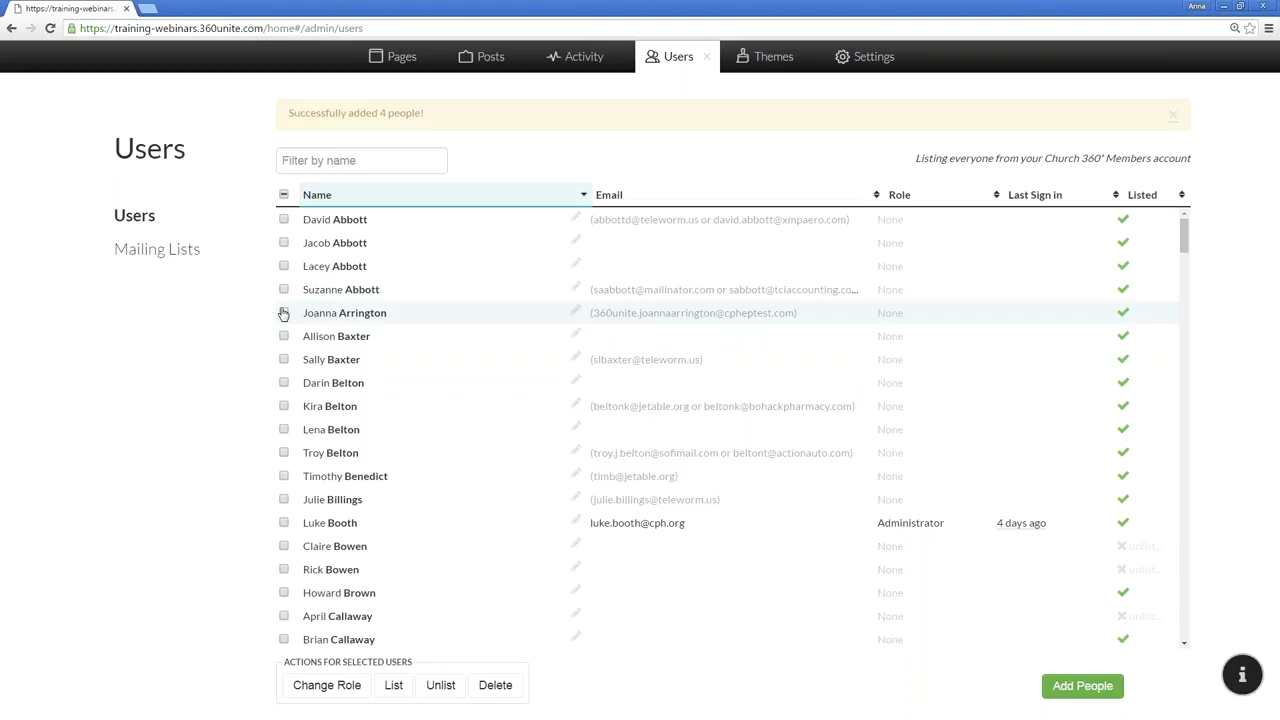 https://training-webinars.
Anna
https://training-webinars.360unite.com/home#/admin/users
Pages Posts Activity Users Themes Settings
Successfully added 4 people!
Users
Filter by name
Listing everyone from your Church 360° Members account
Users
Mailing Lists
Name Email Role Last Sign in Listed
David Abbott (abbottd@teleworm.us or david.abbott@xmpaero.com) None
Jacob Abbott None
Lacey Abbott None
Suzanne Abbott (saabbott@mailinator.com or sabbott@tciaccounting.co... None
Joanna Arrington (360unite.joannaarrington@cpheptest.com) None
Allison Baxter None
Sally Baxter (slbaxter@teleworm.us) None
Darin Belton None
Kira Belton (beltonk@jetable.org or beltonk@bohackpharmacy.com) None
Lena Belton None
Troy Belton (troy.j.belton@sofimail.com or beltont@actionauto.com) None
Timothy Benedict (timb@jetable.org) None
Julie Billings (julie.billings@teleworm.us) None
Luke Booth luke.booth@cph.org Administrator 4 days ago
Claire Bowen None unlist...
Rick Bowen None unlist...
Howard Brown None
April Callaway None unlist...
Brian Callaway None
ACTIONS FOR SELECTED USERS
Change Role List Unlist Delete
Add People